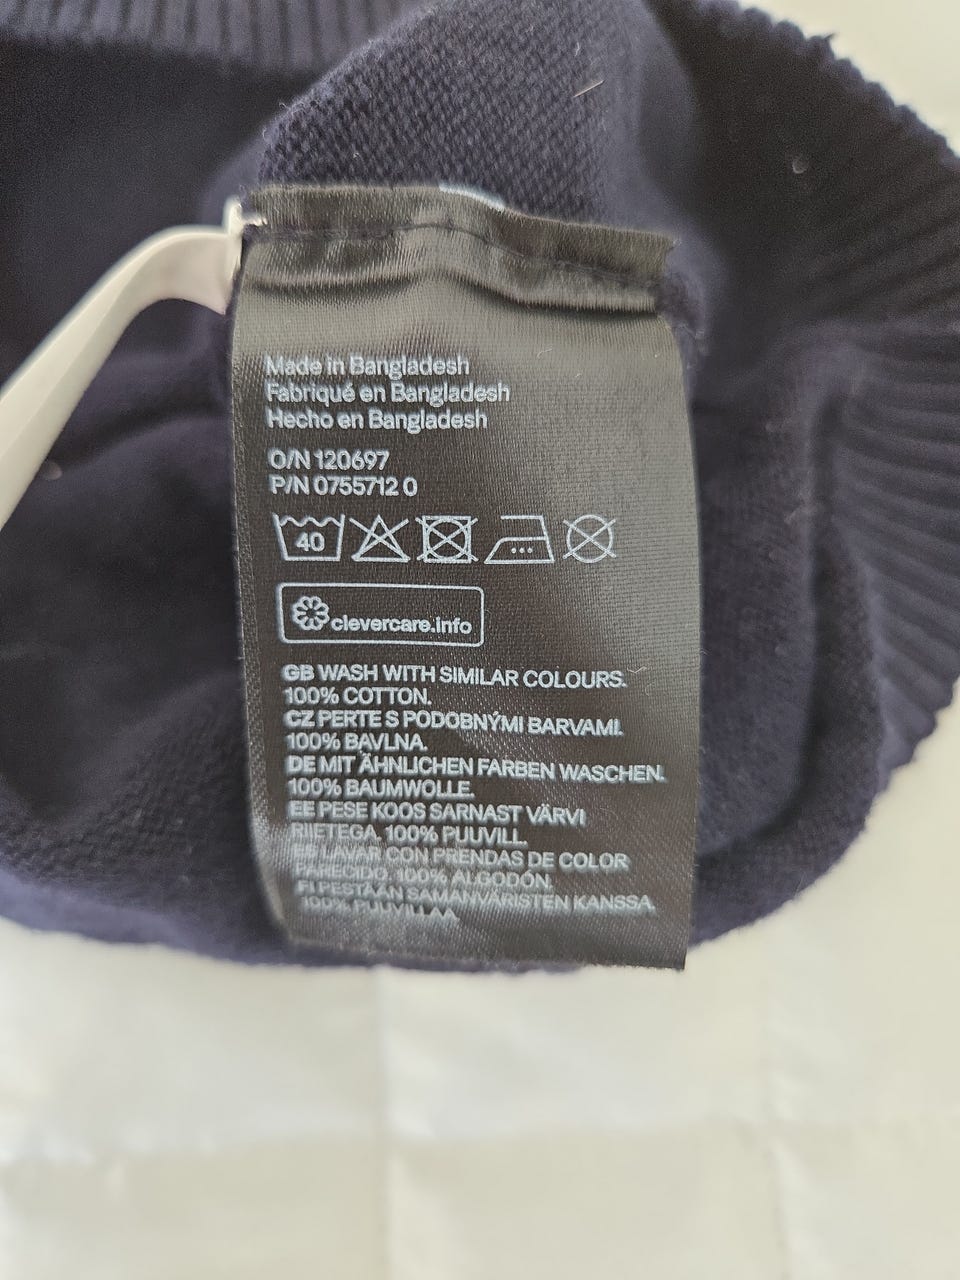 Made in Bangladesh
Fabriqué en Bangladesh
Hecho en Bangladesh
O/N 120697
P/N 0755712 0
40
clevercare.info
GB WASH WITH SIMILAR COLOURS.
100% COTTON.
CZ PERTE S PODOBNÝMI BARVAMI.
100% BAVLNA.
DE MIT ÄHNLICHEN FARBEN WASCHEN.
100% BAUMWOLLE.
EE PESE KOOS SARNAST VÄRVI
RIIETEGA. 100% PUUVILL.
ES LAVAR CON PRENDAS DE COLOR
PARECIDO. 100% ALGODÓN.
FI PESTÄÄN SAMANVÄRISTEN KANSSA.
100% PUUVILLAA.